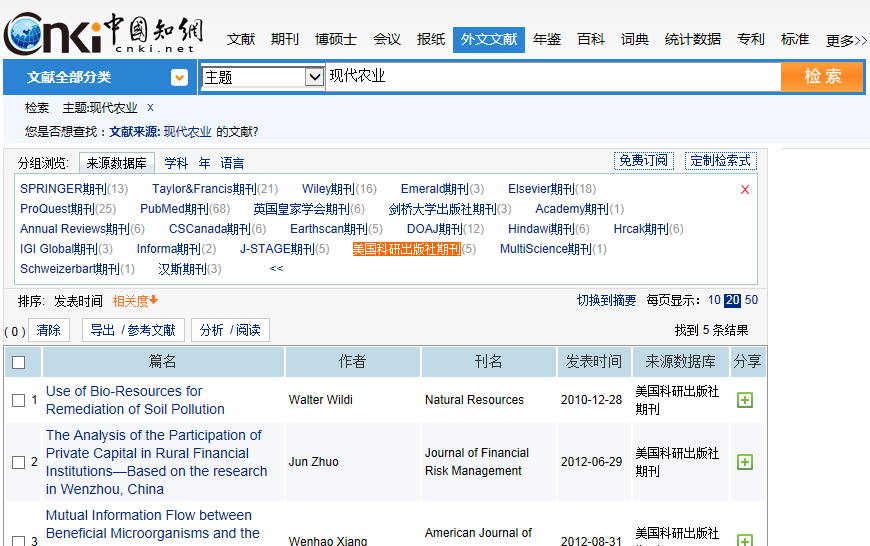 Cnki 中國知網
cnki.net
文献 期刊 博硕士 会议 报纸 外文文献 年鉴 百科 词典 统计数据 专利 标准 更多>>
文献全部分类 主题 现代农业 检索
检索 主题:现代农业 x
您是否想查找：文献来源: 现代农业 的文献?
分组浏览: 来源数据库 学科 年 语言 免费订阅 定制检索式
SPRINGER期刊(13) Taylor&Francis期刊(21) Wiley期刊(16) Emerald期刊(3) Elsevier期刊(18) X
ProQuest期刊(25) PubMed期刊(68) 英国皇家学会期刊(6) 剑桥大学出版社期刊(3) Academy期刊(1)
Annual Reviews期刊(6) CSCanada期刊(6) Earthscan期刊(5) DOAJ期刊(12) Hindawi期刊(6) Hrcak期刊(6)
IGI Global期刊(3) Informa期刊(2) J-STAGE期刊(5) 美国科研出版社期刊(5) MultiScience期刊(1)
Schweizerbart期刊(1) 汉斯期刊(3) <<
排序: 发表时间 相关度 切换到摘要 每页显示: 10 20 50
( 0 ) 清除 导出 / 参考文献 分析 / 阅读 找到 5 条结果
篇名 作者 刊名 发表时间 来源数据库 分享
1 Use of Bio-Resources for
Remediation of Soil Pollution
Walter Wildi Natural Resources 2010-12-28 美国科研出版社
期刊
2 The Analysis of the Participation of
Private Capital in Rural Financial
Institutions—Based on the research
in Wenzhou, China
Jun Zhuo Journal of Financial
Risk Management
2012-06-29 美国科研出版社
期刊
3 Mutual Information Flow between
Beneficial Microorganisms and the
Wenhao Xiang American Journal of
2012-08-31 美国科研出版社